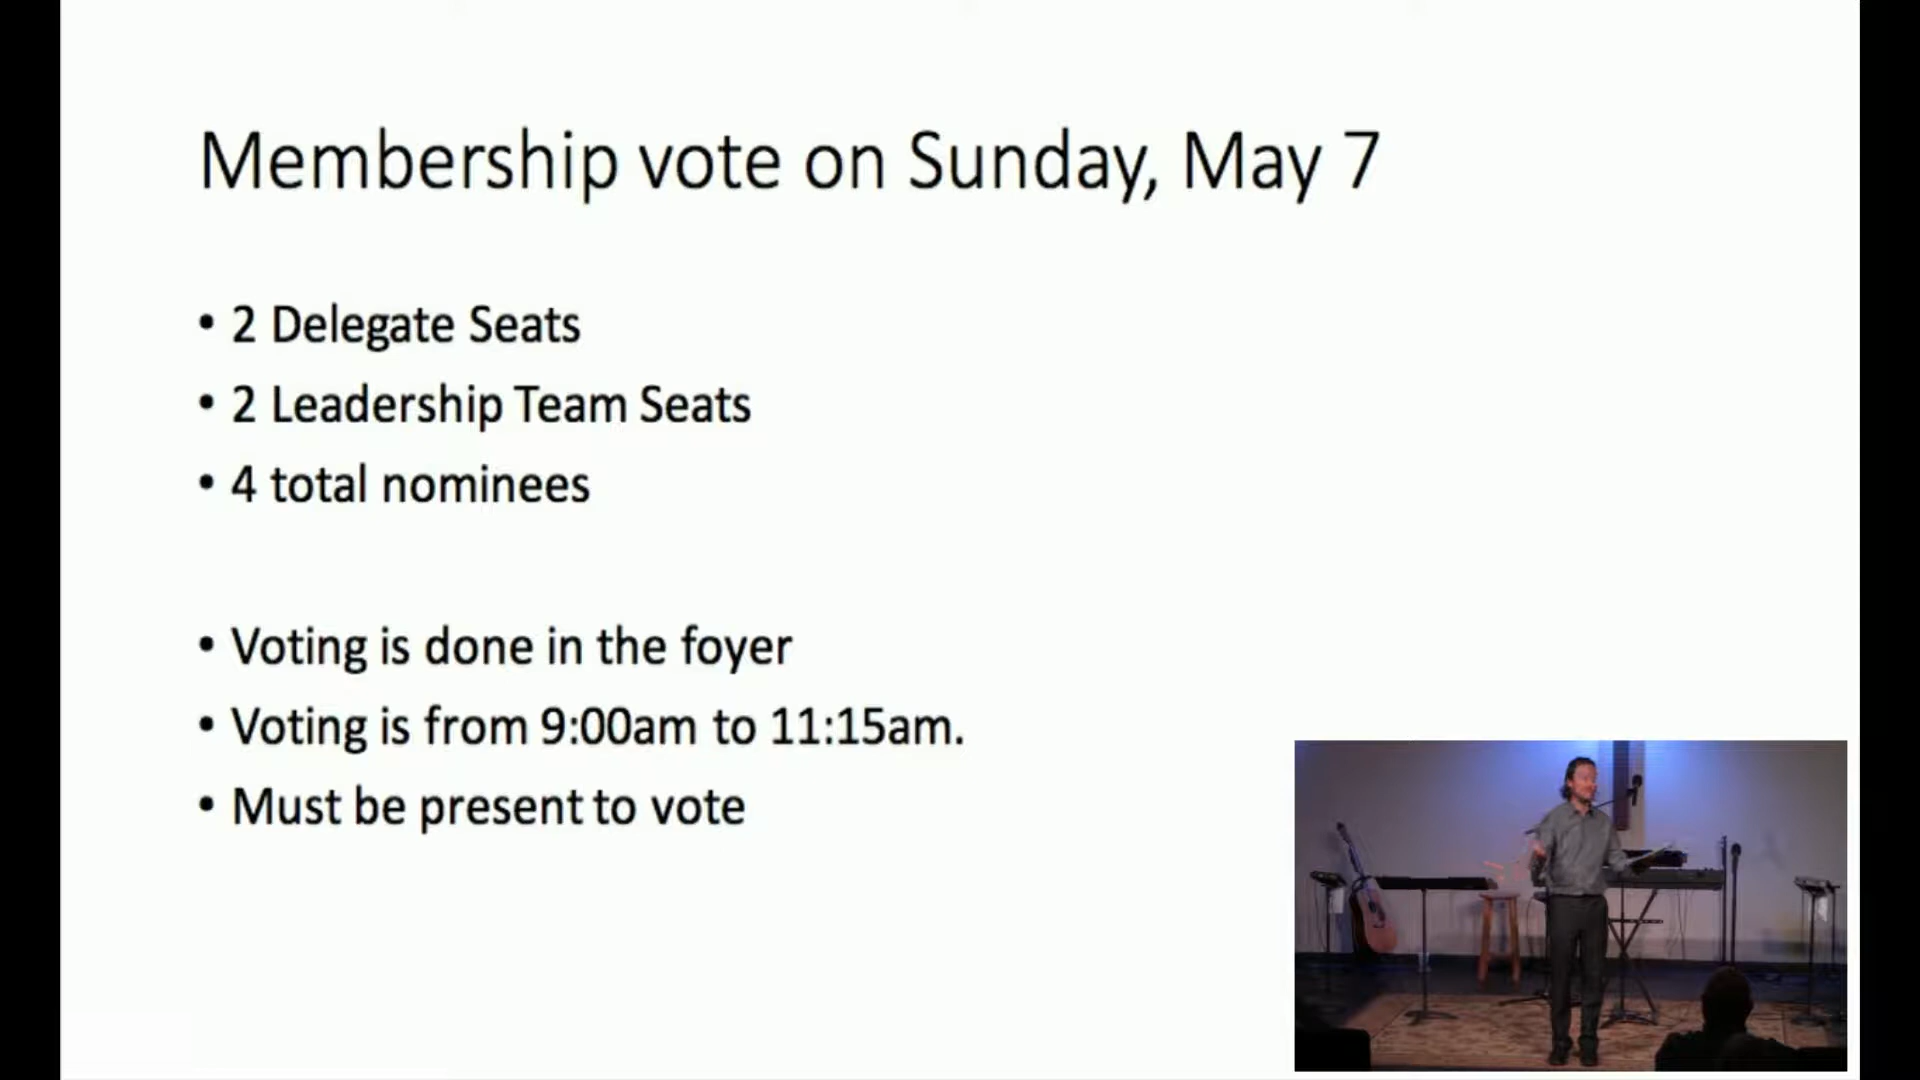 Membership vote on Sunday, May 7
• 2 Delegate Seats
• 2 Leadership Team Seats
• 4 total nominees
• Voting is done in the foyer
• Voting is from 9:00am to 11:15am.
• Must be present to vote